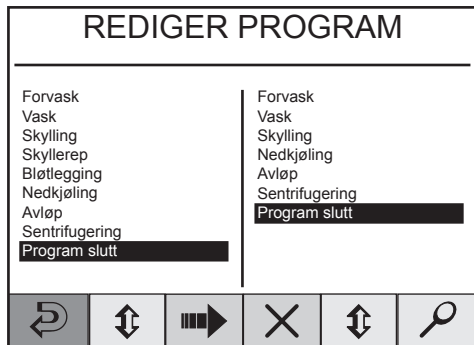 REDIGER PROGRAM
Forvask
Vask
Skylling
Skyllerep
Bløtlegging
Nedkjøling
Avløp
Sentrifugering
Program slutt
Forvask
Vask
Skylling
Nedkjøling
Avløp
Sentrifugering
Program slutt